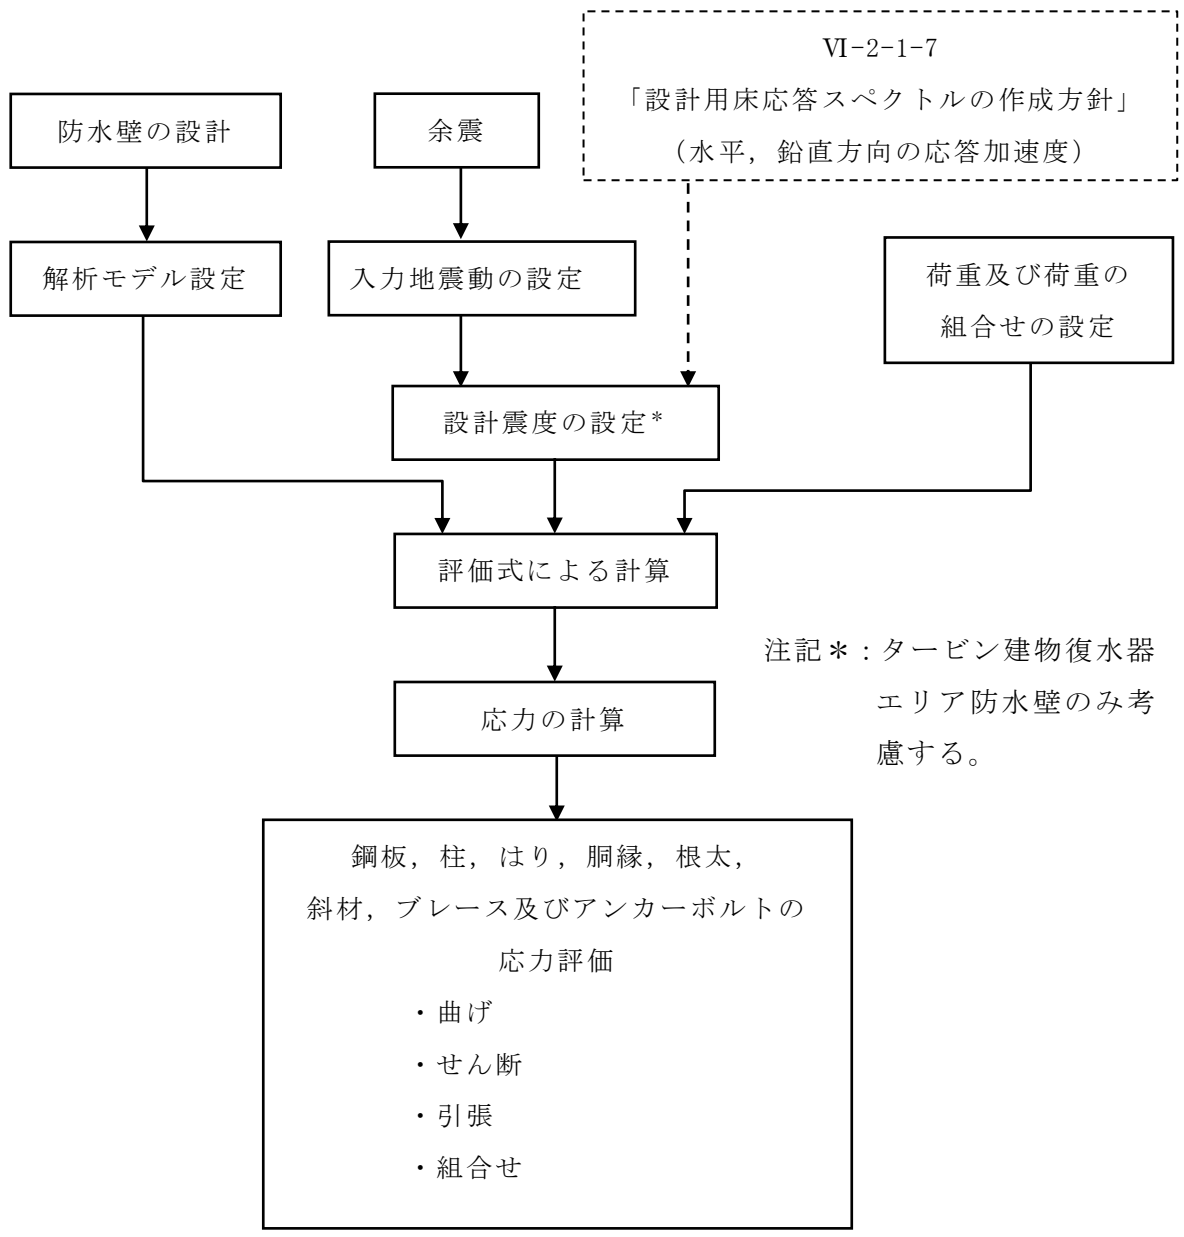 Ⅵ-2-1-7
「設計用床応答スペクトルの作成方針」
(水平,鉛直方向の応答加速度)
防水壁の設計
余震
解析モデル設定
入力地震動の設定
荷重及び荷重の
組合せの設定
設計震度の設定*
評価式による計算
注記＊:タービン建物復水器
エリア防水壁のみ考
慮する。
応力の計算
鋼板,柱,はり,胴縁,根太,
斜材,ブレース及びアンカーボルトの
応力評価
・曲げ
・せん断
・引張
・組合せ